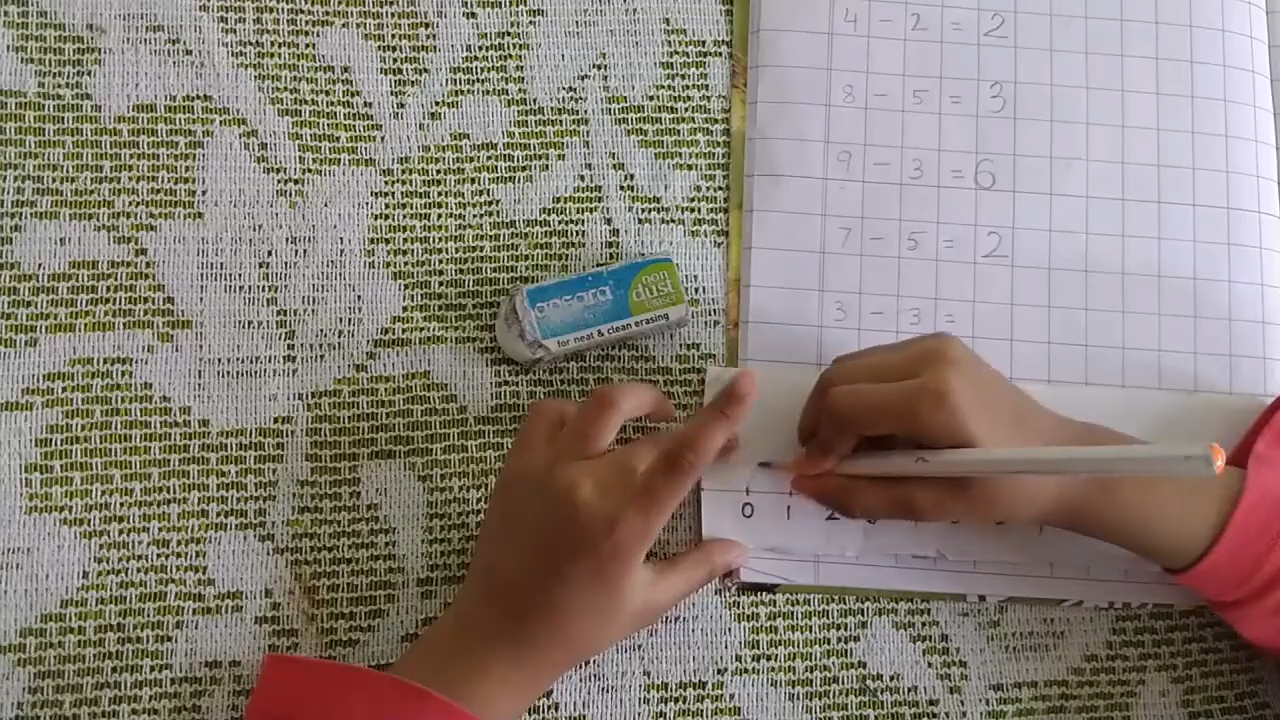 4 - 2 = 2
8 - 5 = 3
9 - 3 = 6
7 - 5 = 2
3 - 3 =
apsara
non
dust
eraser
for neat & clean erasing
0 1 2